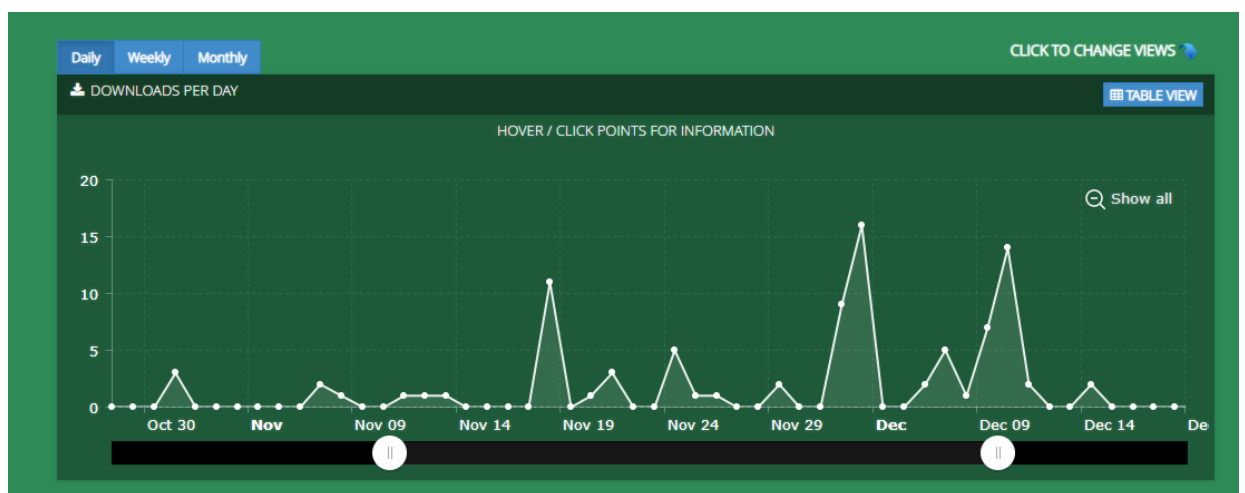 Daily Weekly Monthly
CLICK TO CHANGE VIEWS
DOWNLOADS PER DAY
TABLE VIEW
HOVER / CLICK POINTS FOR INFORMATION
Show all
20
15
10
5
0
Oct 30 Nov Nov 09 Nov 14 Nov 19 Nov 24 Nov 29 Dec Dec 09 Dec 14 De